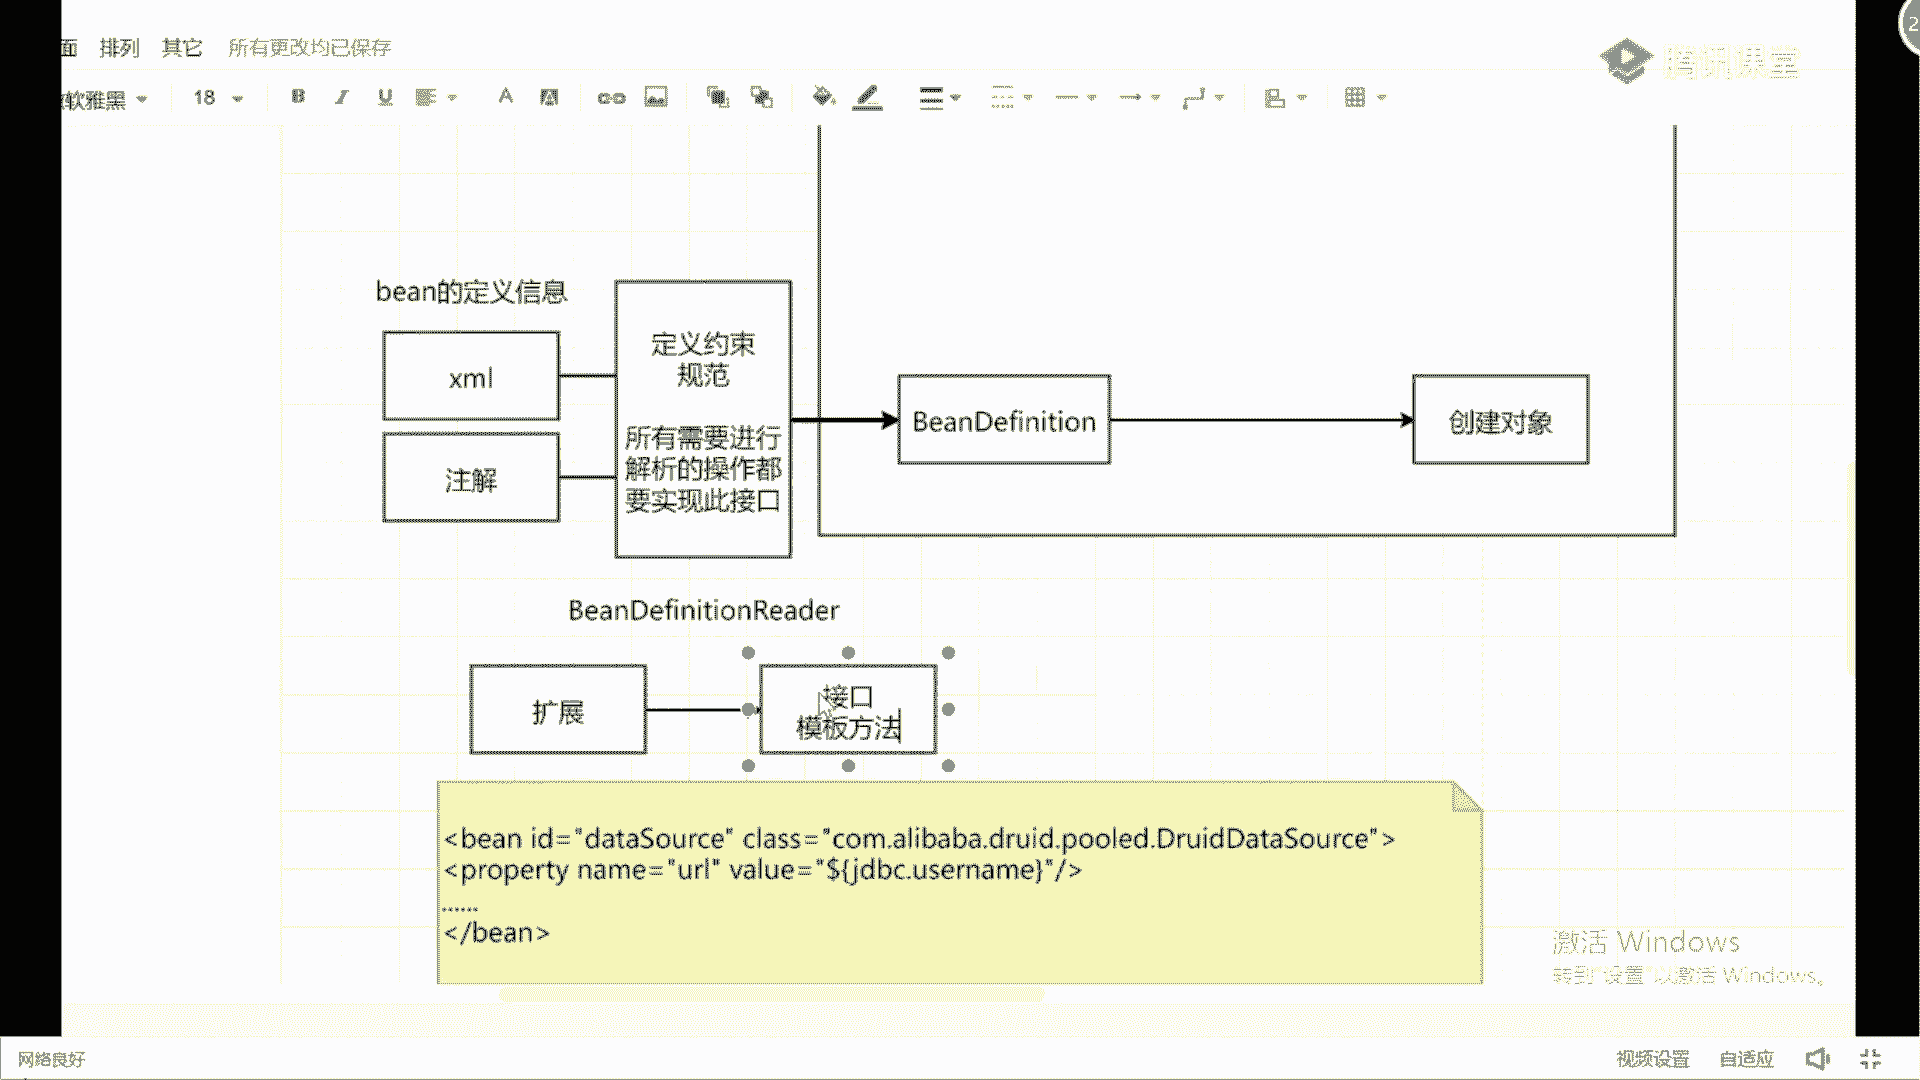 面 排列 其它 所有更改均已保存
腾讯课堂
2
软雅黑 18 B I U A A
bean的定义信息
xml
注解
定义约束
规范
所有需要进行
解析的操作都
要实现此接口
BeanDefinition
创建对象
BeanDefinitionReader
扩展
接口
模板方法
<bean id="dataSource" class="com.alibaba.druid.pooled.DruidDataSource">
<property name="url" value="${jdbc.username}"/>
......
</bean>
激活 Windows
转到"设置"以激活 Windows。
网络良好
视频设置 自适应